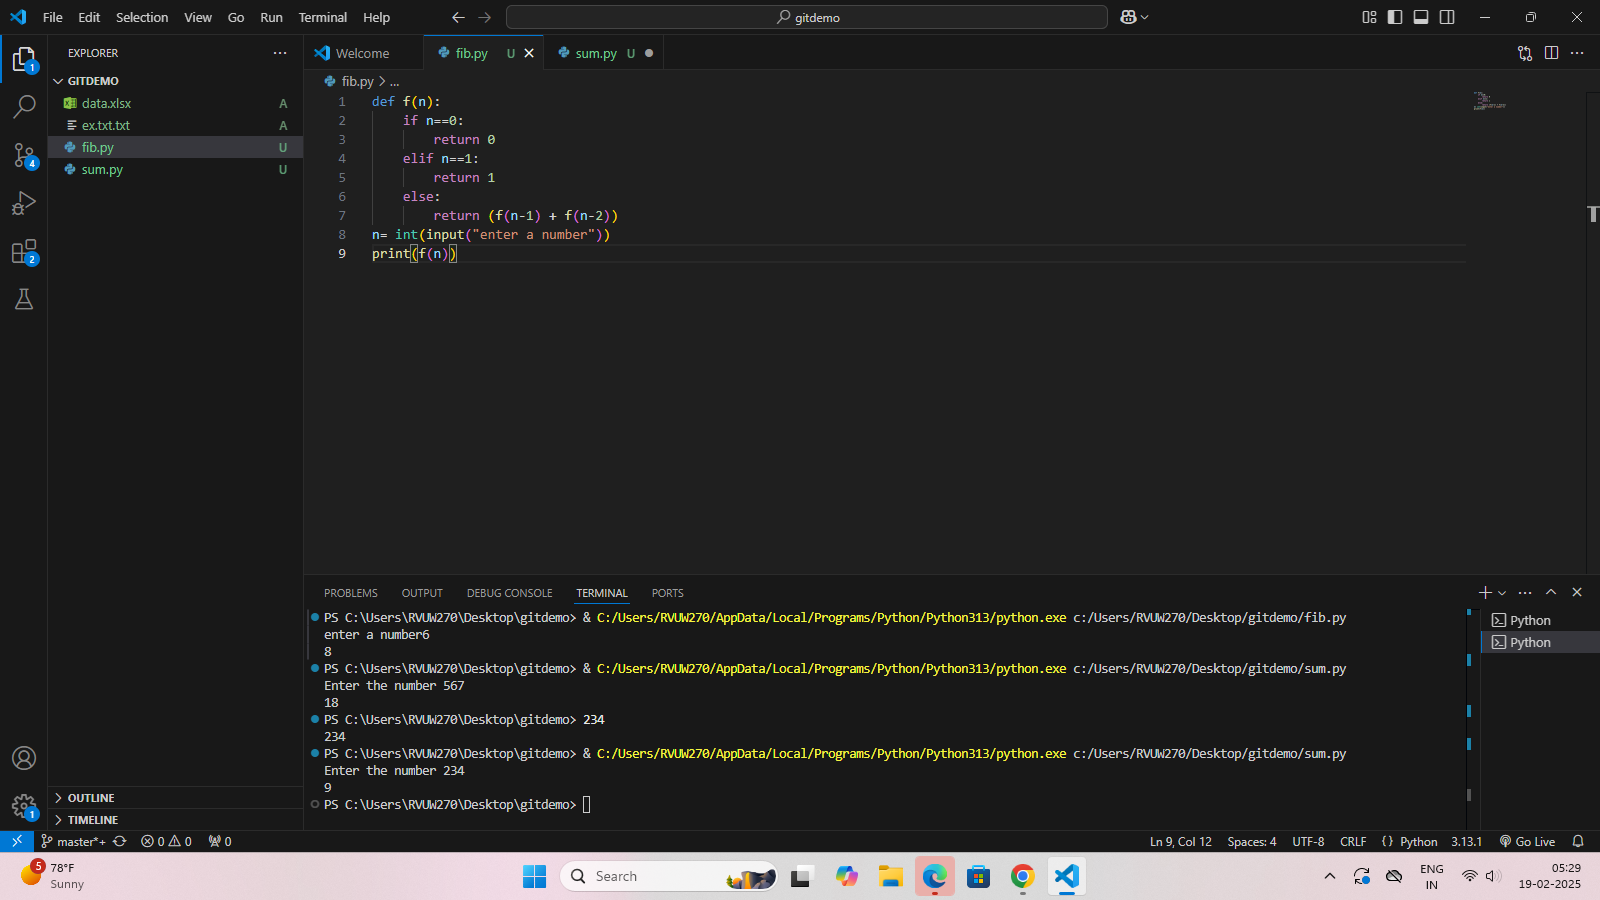 File Edit Selection View Go Run Terminal Help
gitdemo
EXPLORER
GITDEMO
data.xlsx A
ex.txt.txt A
fib.py U
sum.py U
OUTLINE
TIMELINE
1
4
2
1
Welcome
fib.py U
sum.py U
fib.py > ...
1 def f(n):
2 if n==0:
3 return 0
4 elif n==1:
5 return 1
6 else:
7 return (f(n-1) + f(n-2))
8 n= int(input("enter a number"))
9 print(f(n))
PROBLEMS OUTPUT DEBUG CONSOLE TERMINAL PORTS
PS C:\Users\RVUW270\Desktop\gitdemo> & C:/Users/RVUW270/AppData/Local/Programs/Python/Python313/python.exe c:/Users/RVUW270/Desktop/gitdemo/fib.py
enter a number6
8
PS C:\Users\RVUW270\Desktop\gitdemo> & C:/Users/RVUW270/AppData/Local/Programs/Python/Python313/python.exe c:/Users/RVUW270/Desktop/gitdemo/sum.py
Enter the number 567
18
PS C:\Users\RVUW270\Desktop\gitdemo> 234
234
PS C:\Users\RVUW270\Desktop\gitdemo> & C:/Users/RVUW270/AppData/Local/Programs/Python/Python313/python.exe c:/Users/RVUW270/Desktop/gitdemo/sum.py
Enter the number 234
9
PS C:\Users\RVUW270\Desktop\gitdemo>
Python
Python
master*+ 0 0 0
Ln 9, Col 12 Spaces: 4 UTF-8 CRLF { } Python 3.13.1 Go Live
5
78°F
Sunny
Search
ENG
IN
05:29
19-02-2025